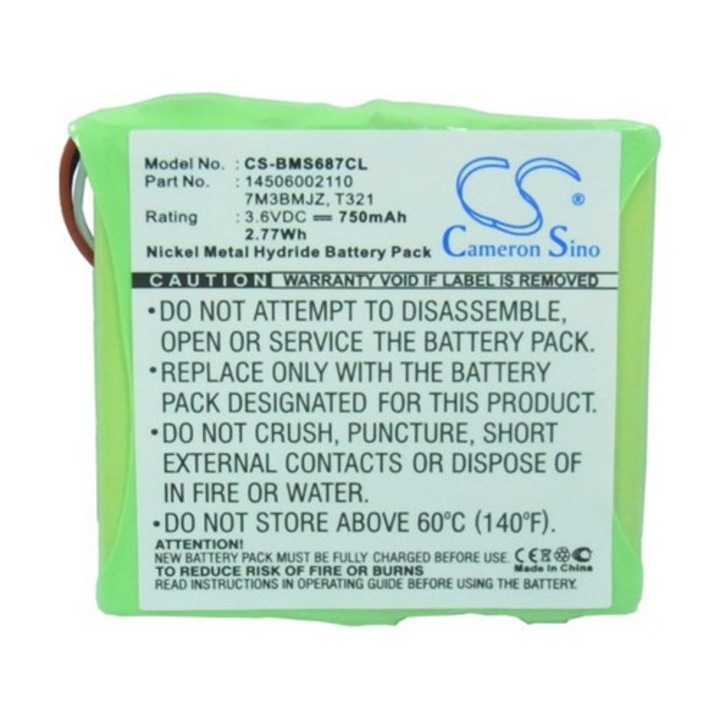 Model No. : CS-BMS687CL
Part No. : 14506002110
7M3BMJZ, T321
Rating : 3.6VDC ⎓ 750mAh
2.77Wh
Nickel Metal Hydride Battery Pack
CS ®
Cameron Sino
CAUTION WARRANTY VOID IF LABEL IS REMOVED
•DO NOT ATTEMPT TO DISASSEMBLE,
OPEN OR SERVICE THE BATTERY PACK.
•REPLACE ONLY WITH THE BATTERY
PACK DESIGNATED FOR THIS PRODUCT.
•DO NOT CRUSH, PUNCTURE, SHORT
EXTERNAL CONTACTS OR DISPOSE OF
IN FIRE OR WATER.
•DO NOT STORE ABOVE 60ºC (140ºF).
ATTENTION!
NEW BATTERY PACK MUST BE FULLY CHARGED BEFORE USE.
TO REDUCE RISK OF FIRE OR BURNS
READ INSTRUCTIONS IN OPERATING GUIDE BEFORE USE
CE
Made In China